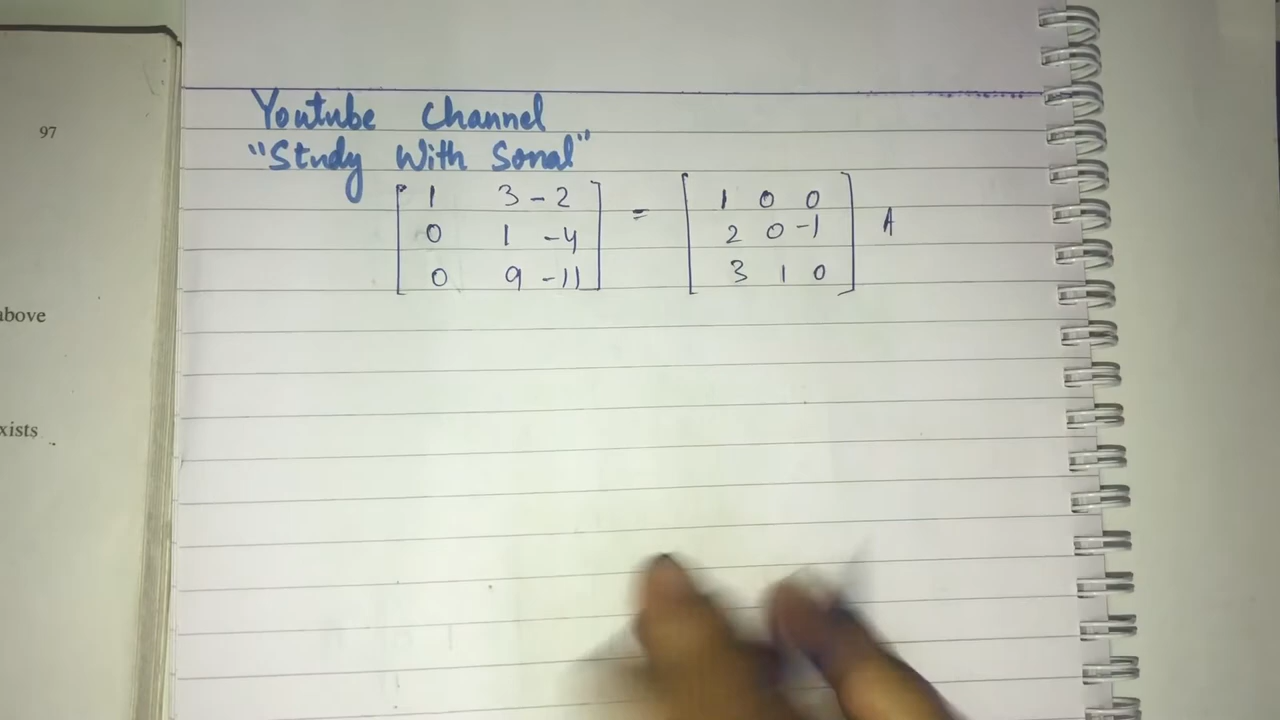 97
Youtube Channel
"Study With Sonal"
1 3 -2
0 1 -4
0 9 -11
=
1 0 0
2 0 -1
3 1 0
A
above
xists